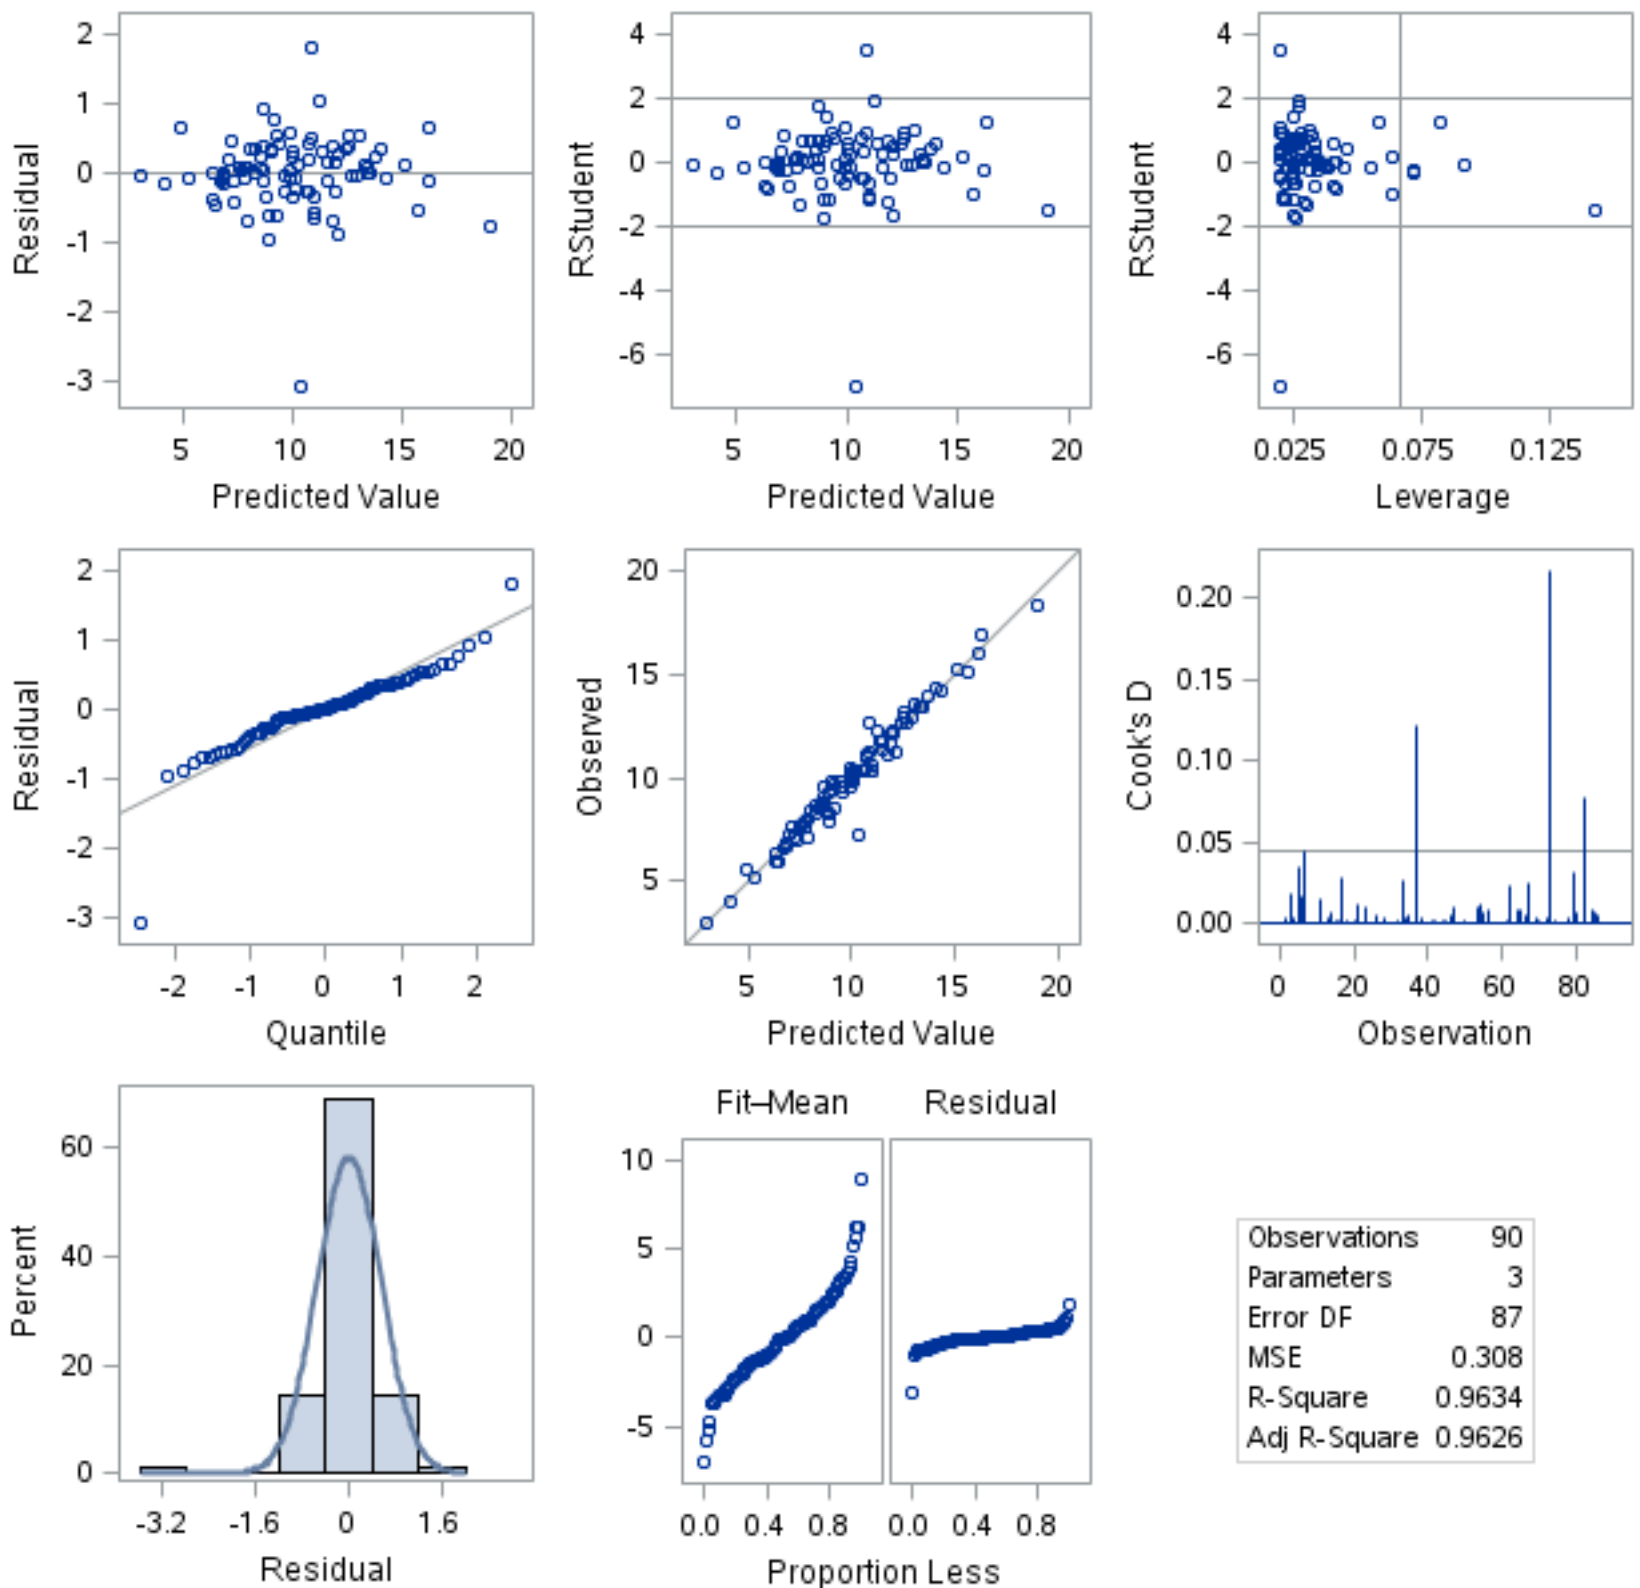 2
1
0
-1
-2
-3
Residual
5 10 15 20
Predicted Value
4
2
0
-2
-4
-6
RStudent
5 10 15 20
Predicted Value
4
2
0
-2
-4
-6
RStudent
0.025 0.075 0.125
Leverage
2
1
0
-1
-2
-3
Residual
-2 -1 0 1 2
Quantile
20
15
10
5
Observed
5 10 15 20
Predicted Value
0.20
0.15
0.10
0.05
0.00
Cook's D
0 20 40 60 80
Observation
60
40
20
0
Percent
-3.2 -1.6 0 1.6
Residual
Fit–Mean Residual
10
5
0
-5
0.0 0.4 0.8 0.0 0.4 0.8
Proportion Less
Observations 90
Parameters 3
Error DF 87
MSE 0.308
R-Square 0.9634
Adj R-Square 0.9626